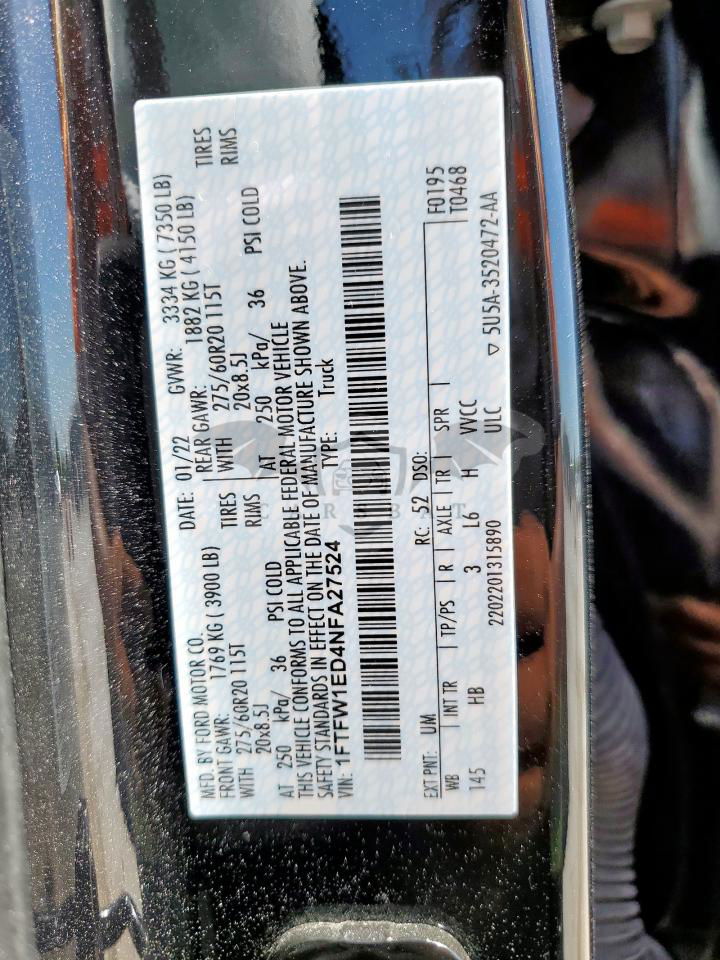 MFD. BY FORD MOTOR CO.
DATE: 01/22
GVWR: 3334 KG ( 7350 LB)
FRONT GAWR: 1769 KG ( 3900 LB)
REAR GAWR: 1882 KG ( 4150 LB)
WITH 275/60R20 115T TIRES
WITH 275/60R20 115T TIRES
20x8.5J RIMS
20x8.5J RIMS
AT 250 kPa/ 36 PSI COLD
AT 250 kPa/ 36 PSI COLD
THIS VEHICLE CONFORMS TO ALL APPLICABLE FEDERAL MOTOR VEHICLE
SAFETY STANDARDS IN EFFECT ON THE DATE OF MANUFACTURE SHOWN ABOVE.
VIN: 1FTFW1ED4NFA27524
TYPE: Truck
EXT PNT: UM RC: 52 DSO: F0195
WB INT TR TP/PS R AXLE TR SPR T0468
145 HB 3 L6 H VVCC
2202201315890 ULC
▽ 5U5A-3520472-AA